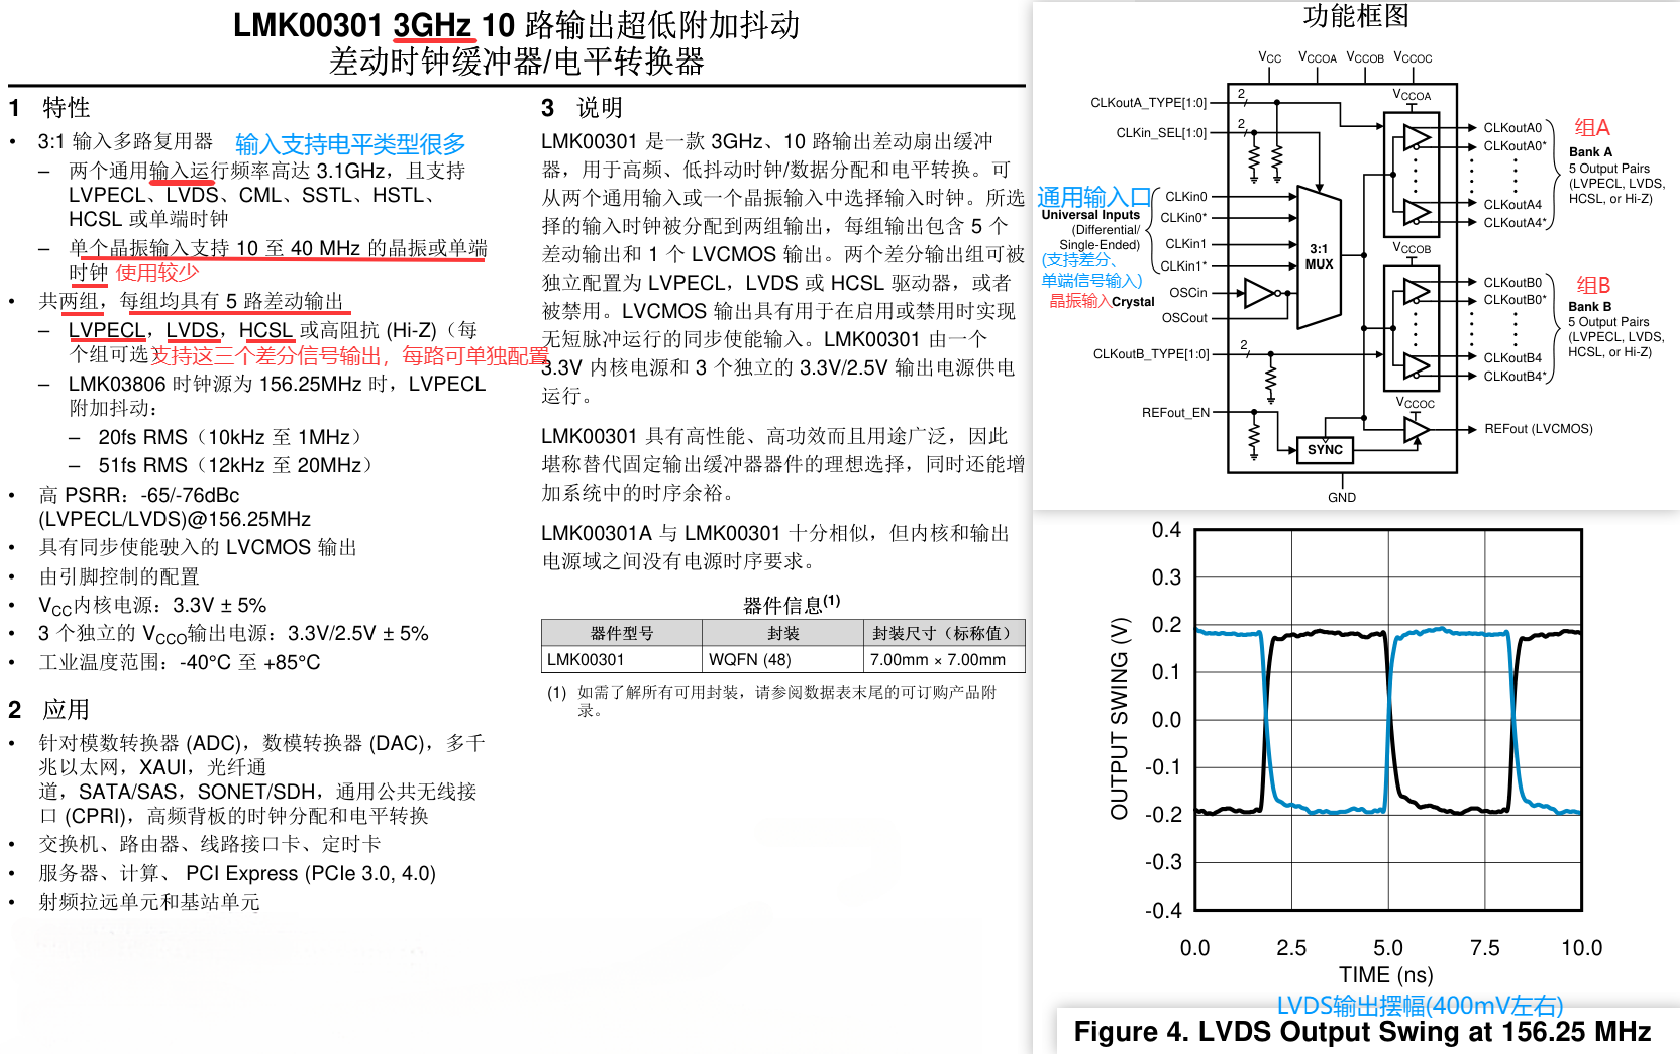 LMK00301 3GHz 10 路输出超低附加抖动
差动时钟缓冲器/电平转换器
1 特性
• 3:1 输入多路复用器 输入支持电平类型很多
– 两个通用输入运行频率高达 3.1GHz，且支持
LVPECL、LVDS、CML、SSTL、HSTL、
HCSL 或单端时钟
– 单个晶振输入支持 10 至 40 MHz 的晶振或单端
时钟 使用较少
• 共两组，每组均具有 5 路差动输出
– LVPECL，LVDS，HCSL 或高阻抗 (Hi-Z)（每
个组可选 支持这三个差分信号输出，每路可单独配置
– LMK03806 时钟源为 156.25MHz 时，LVPECL
附加抖动：
– 20fs RMS（10kHz 至 1MHz）
– 51fs RMS（12kHz 至 20MHz）
• 高 PSRR：-65/-76dBc
(LVPECL/LVDS)@156.25MHz
• 具有同步使能驶入的 LVCMOS 输出
• 由引脚控制的配置
• VCC内核电源：3.3V ± 5%
• 3 个独立的 VCCO输出电源：3.3V/2.5V ± 5%
• 工业温度范围：-40°C 至 +85°C
2 应用
• 针对模数转换器 (ADC)，数模转换器 (DAC)，多千
兆以太网，XAUI，光纤通
道，SATA/SAS，SONET/SDH，通用公共无线接
口 (CPRI)，高频背板的时钟分配和电平转换
• 交换机、路由器、线路接口卡、定时卡
• 服务器、计算、 PCI Express (PCIe 3.0, 4.0)
• 射频拉远单元和基站单元
3 说明
LMK00301 是一款 3GHz、10 路输出差动扇出缓冲
器，用于高频、低抖动时钟/数据分配和电平转换。可
从两个通用输入或一个晶振输入中选择输入时钟。所选
择的输入时钟被分配到两组输出，每组输出包含 5 个
差动输出和 1 个 LVCMOS 输出。两个差分输出组可被
独立配置为 LVPECL，LVDS 或 HCSL 驱动器，或者
被禁用。LVCMOS 输出具有用于在启用或禁用时实现
无短脉冲运行的同步使能输入。LMK00301 由一个
3.3V 内核电源和 3 个独立的 3.3V/2.5V 输出电源供电
运行。
LMK00301 具有高性能、高功效而且用途广泛，因此
堪称替代固定输出缓冲器器件的理想选择，同时还能增
加系统中的时序余裕。
LMK00301A 与 LMK00301 十分相似，但内核和输出
电源域之间没有电源时序要求。
器件信息(1)
器件型号 封装 封装尺寸（标称值）
LMK00301 WQFN (48) 7.00mm × 7.00mm
(1) 如需了解所有可用封装，请参阅数据表末尾的可订购产品附
录。
功能框图
VCC VCCOA VCCOB VCCOC
CLKoutA_TYPE[1:0] 2
CLKin_SEL[1:0] 2
VCCOA
CLKoutA0
CLKoutA0*
CLKoutA4
CLKoutA4*
组A
Bank A
5 Output Pairs
(LVPECL, LVDS,
HCSL, or Hi-Z)
通用输入口
Universal Inputs
(Differential/
Single-Ended)
(支持差分、
单端信号输入)
晶振输入Crystal
CLKin0
CLKin0*
CLKin1
CLKin1*
OSCin
OSCout
3:1
MUX
VCCOB
CLKoutB0
CLKoutB0*
CLKoutB4
CLKoutB4*
组B
Bank B
5 Output Pairs
(LVPECL, LVDS,
HCSL, or Hi-Z)
CLKoutB_TYPE[1:0] 2
REFout_EN
SYNC
VCCOC
REFout (LVCMOS)
GND
0.4
0.3
0.2
0.1
0.0
-0.1
-0.2
-0.3
-0.4
OUTPUT SWING (V)
0.0 2.5 5.0 7.5 10.0
TIME (ns)
LVDS输出摆幅(400mV左右)
Figure 4. LVDS Output Swing at 156.25 MHz